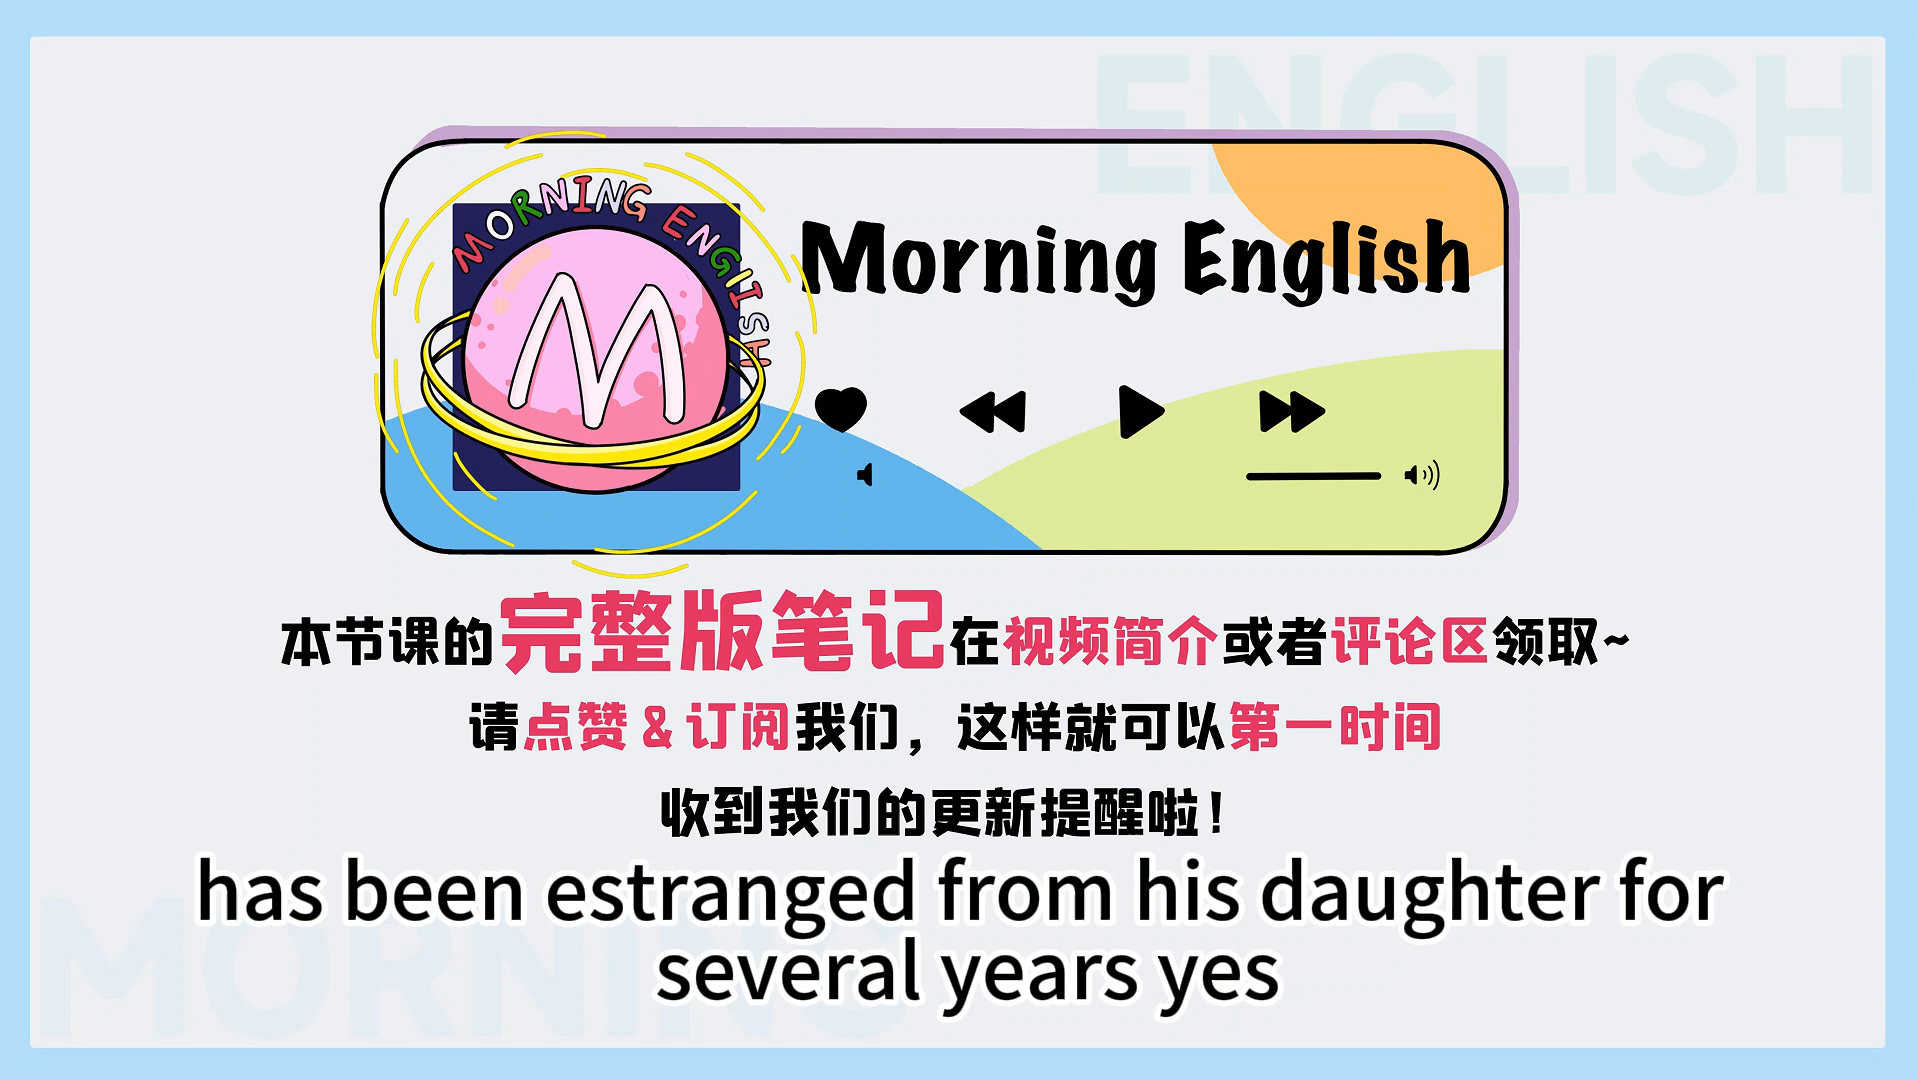 ENGLISH
MORNING ENGLISH
M
Morning English
本节课的完整版笔记在视频简介或者评论区领取~
请点赞&订阅我们，这样就可以第一时间
收到我们的更新提醒啦！
has been estranged from his daughter for
several years yes
MORNING